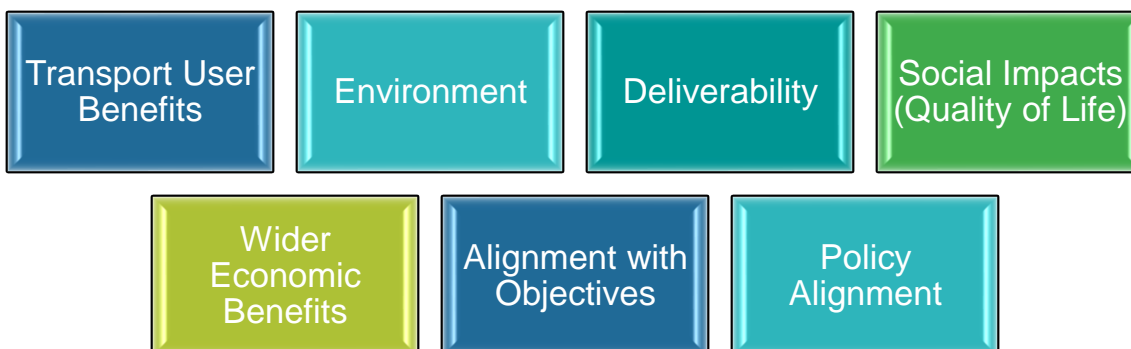 Transport User
Benefits
Environment
Deliverability
Social Impacts
(Quality of Life)
Wider
Economic
Benefits
Alignment with
Objectives
Policy
Alignment